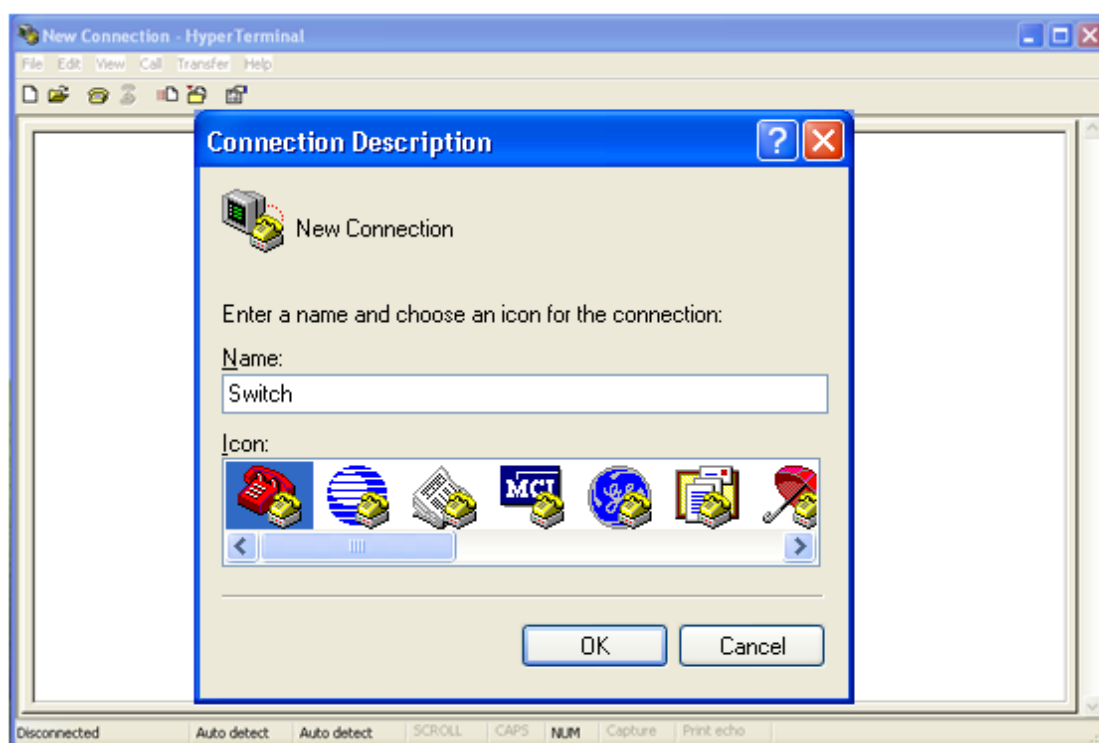 New Connection - HyperTerminal
File Edit View Call Transfer Help
Connection Description
New Connection
Enter a name and choose an icon for the connection:
Name:
Switch
Icon:
MCI
OK Cancel
Disconnected Auto detect Auto detect SCROLL CAPS NUM Capture Print echo